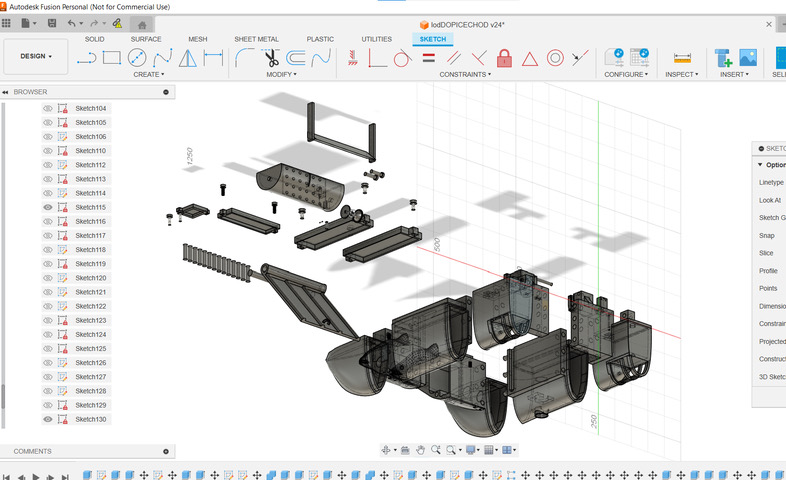 Autodesk Fusion Personal (Not for Commercial Use)
lodDOPICECHOD v24*
SOLID SURFACE MESH SHEET METAL PLASTIC UTILITIES SKETCH
DESIGN
CREATE MODIFY CONSTRAINTS CONFIGURE INSPECT INSERT SELE
BROWSER
Sketch104
Sketch105
Sketch106
Sketch110
Sketch112
Sketch113
Sketch114
Sketch115
Sketch116
Sketch117
Sketch118
Sketch119
Sketch120
Sketch121
Sketch122
Sketch123
Sketch124
Sketch125
Sketch126
Sketch127
Sketch128
Sketch129
Sketch130
COMMENTS
1250
500
250
SKETC
Option
Linetype
Look At
Sketch G
Snap
Slice
Profile
Points
Dimensio
Constrain
Projected
Construc
3D Sketc